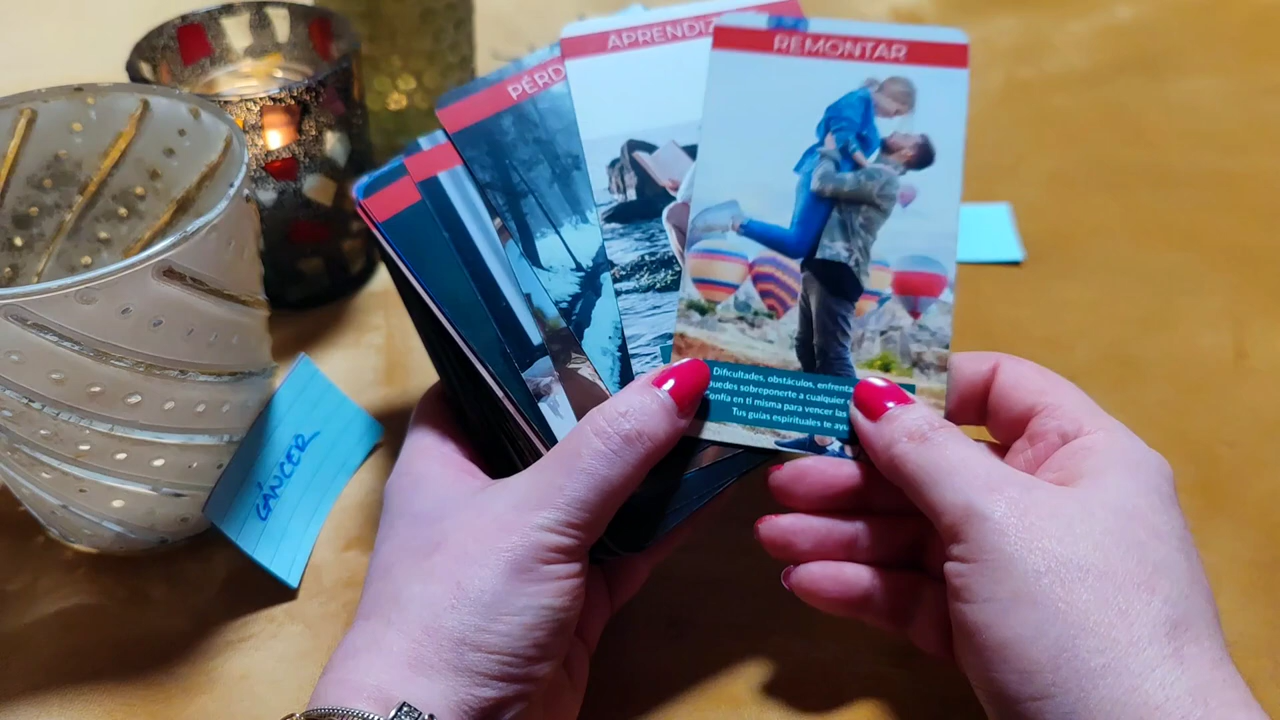 PÉRD
APRENDIZ
REMONTAR
Dificultades, obstáculos, enfrenta
puedes sobreponerte a cualquier
Confía en ti misma para vencer las
Tus guías espirituales te ayu
CÁNCER